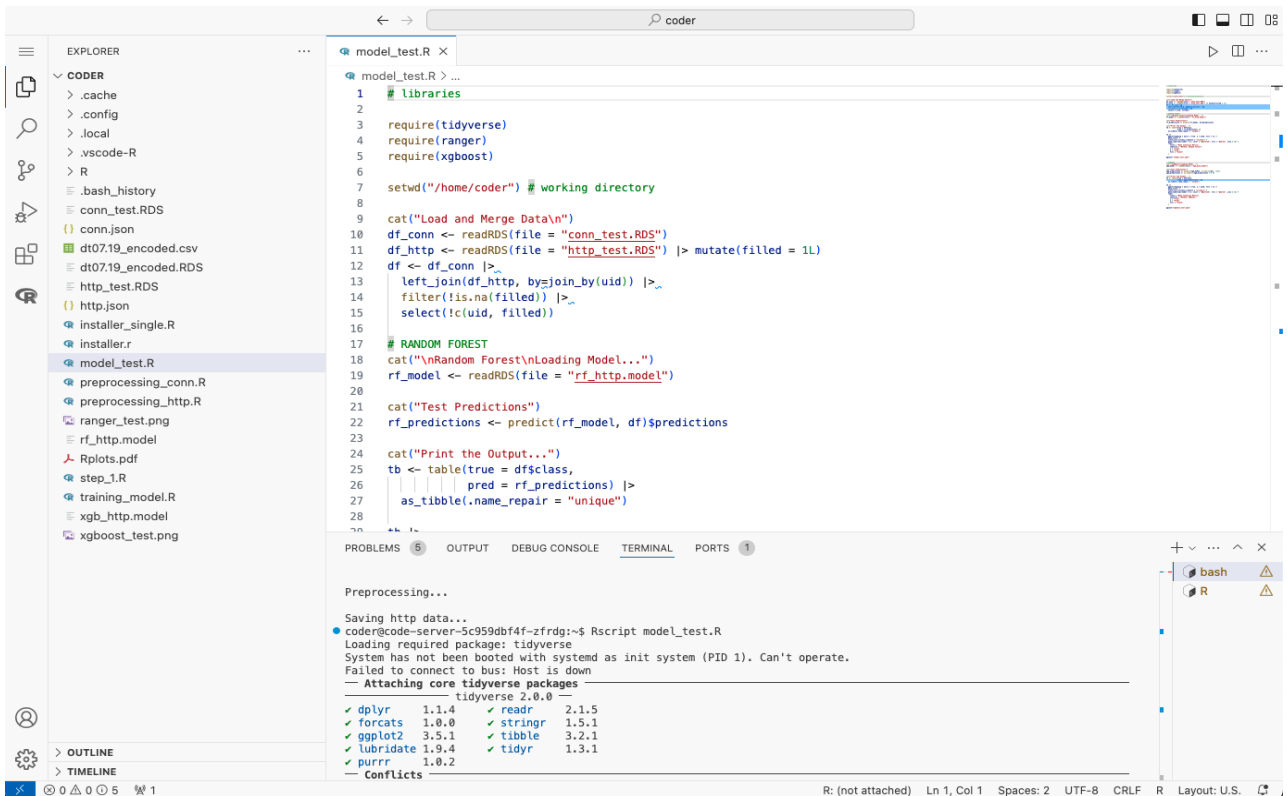 coder
EXPLORER
CODER
.cache
.config
.local
.vscode-R
R
.bash_history
conn_test.RDS
{} conn.json
dt07.19_encoded.csv
dt07.19_encoded.RDS
http_test.RDS
{} http.json
installer_single.R
installer.r
model_test.R
preprocessing_conn.R
preprocessing_http.R
ranger_test.png
rf_http.model
Rplots.pdf
step_1.R
training_model.R
xgb_http.model
xgboost_test.png
OUTLINE
TIMELINE
model_test.R
model_test.R > ...
1 # libraries
2
3 require(tidyverse)
4 require(ranger)
5 require(xgboost)
6
7 setwd("/home/coder") # working directory
8
9 cat("Load and Merge Data\n")
10 df_conn <- readRDS(file = "conn_test.RDS")
11 df_http <- readRDS(file = "http_test.RDS") |> mutate(filled = 1L)
12 df <- df_conn |>
13 left_join(df_http, by=join_by(uid)) |>
14 filter(!is.na(filled)) |>
15 select(!c(uid, filled))
16
17 # RANDOM FOREST
18 cat("\nRandom Forest\nLoading Model...")
19 rf_model <- readRDS(file = "rf_http.model")
20
21 cat("Test Predictions")
22 rf_predictions <- predict(rf_model, df)$predictions
23
24 cat("Print the Output...")
25 tb <- table(true = df$class,
26 pred = rf_predictions) |>
27 as_tibble(.name_repair = "unique")
28
29 tb |>
PROBLEMS 5 OUTPUT DEBUG CONSOLE TERMINAL PORTS 1
Preprocessing...
Saving http data...
coder@code-server-5c959dbf4f-zfrdg:~$ Rscript model_test.R
Loading required package: tidyverse
System has not been booted with systemd as init system (PID 1). Can't operate.
Failed to connect to bus: Host is down
── Attaching core tidyverse packages ──
── tidyverse 2.0.0 ──
✔ dplyr 1.1.4 ✔ readr 2.1.5
✔ forcats 1.0.0 ✔ stringr 1.5.1
✔ ggplot2 3.5.1 ✔ tibble 3.2.1
✔ lubridate 1.9.4 ✔ tidyr 1.3.1
✔ purrr 1.0.2
── Conflicts ──
bash
R
0 0 5 1 R: (not attached) Ln 1, Col 1 Spaces: 2 UTF-8 CRLF R Layout: U.S.